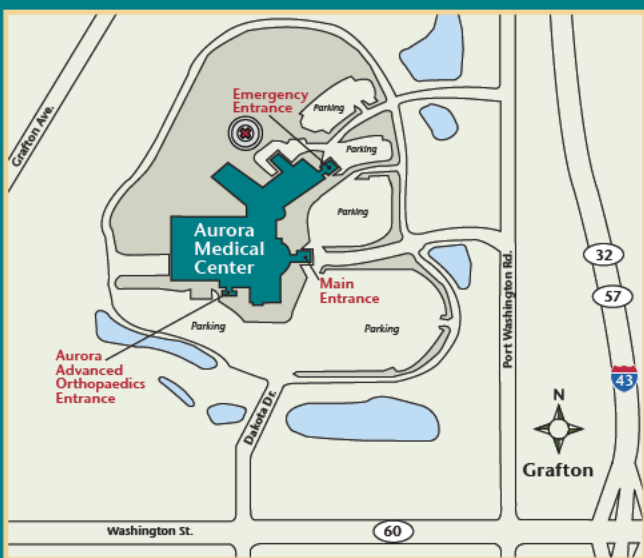 Emergency
Entrance
Parking
Grafton Ave.
Parking
Parking
Aurora
Medical
Center
32
Port Washington Rd.
57
Main
Entrance
Parking
Parking
Aurora
Advanced
Orthopaedics
Entrance
43
N
Dakota Dr.
Grafton
Washington St.
60